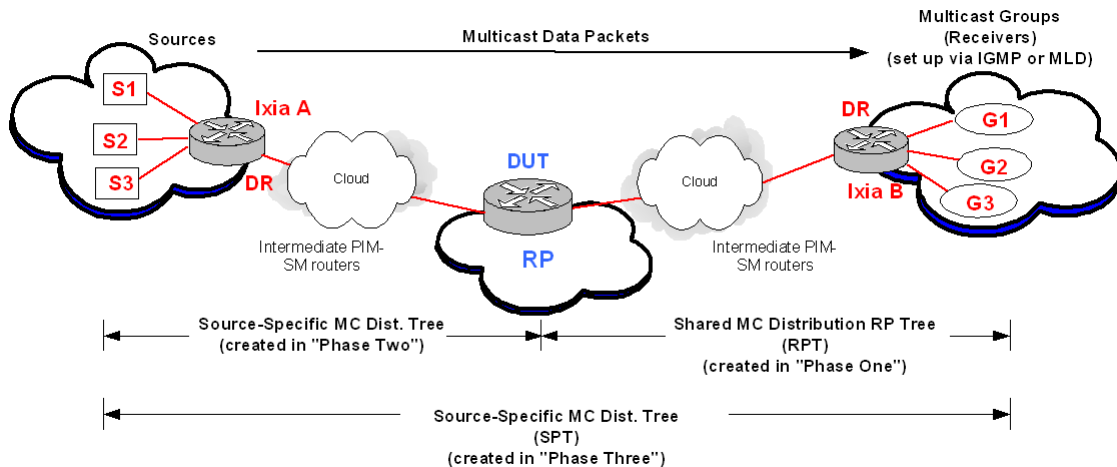 Sources
Multicast Data Packets
Multicast Groups
(Receivers)
(set up via IGMP or MLD)
S1
S2
S3
Ixia A
DR
Cloud
Intermediate PIM-
SM routers
DUT
RP
Cloud
Intermediate PIM-
SM routers
DR
Ixia B
G1
G2
G3
Source-Specific MC Dist. Tree
(created in "Phase Two")
Shared MC Distribution RP Tree
(RPT)
(created in "Phase One")
Source-Specific MC Dist. Tree
(SPT)
(created in "Phase Three")